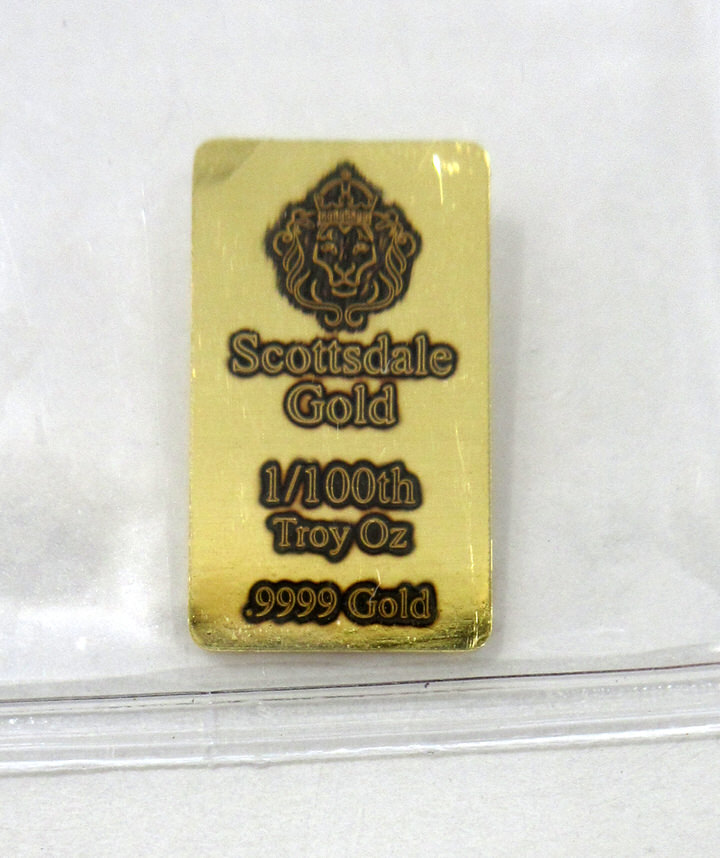 Scottsdale
Gold
1/100th
Troy Oz
.9999 Gold